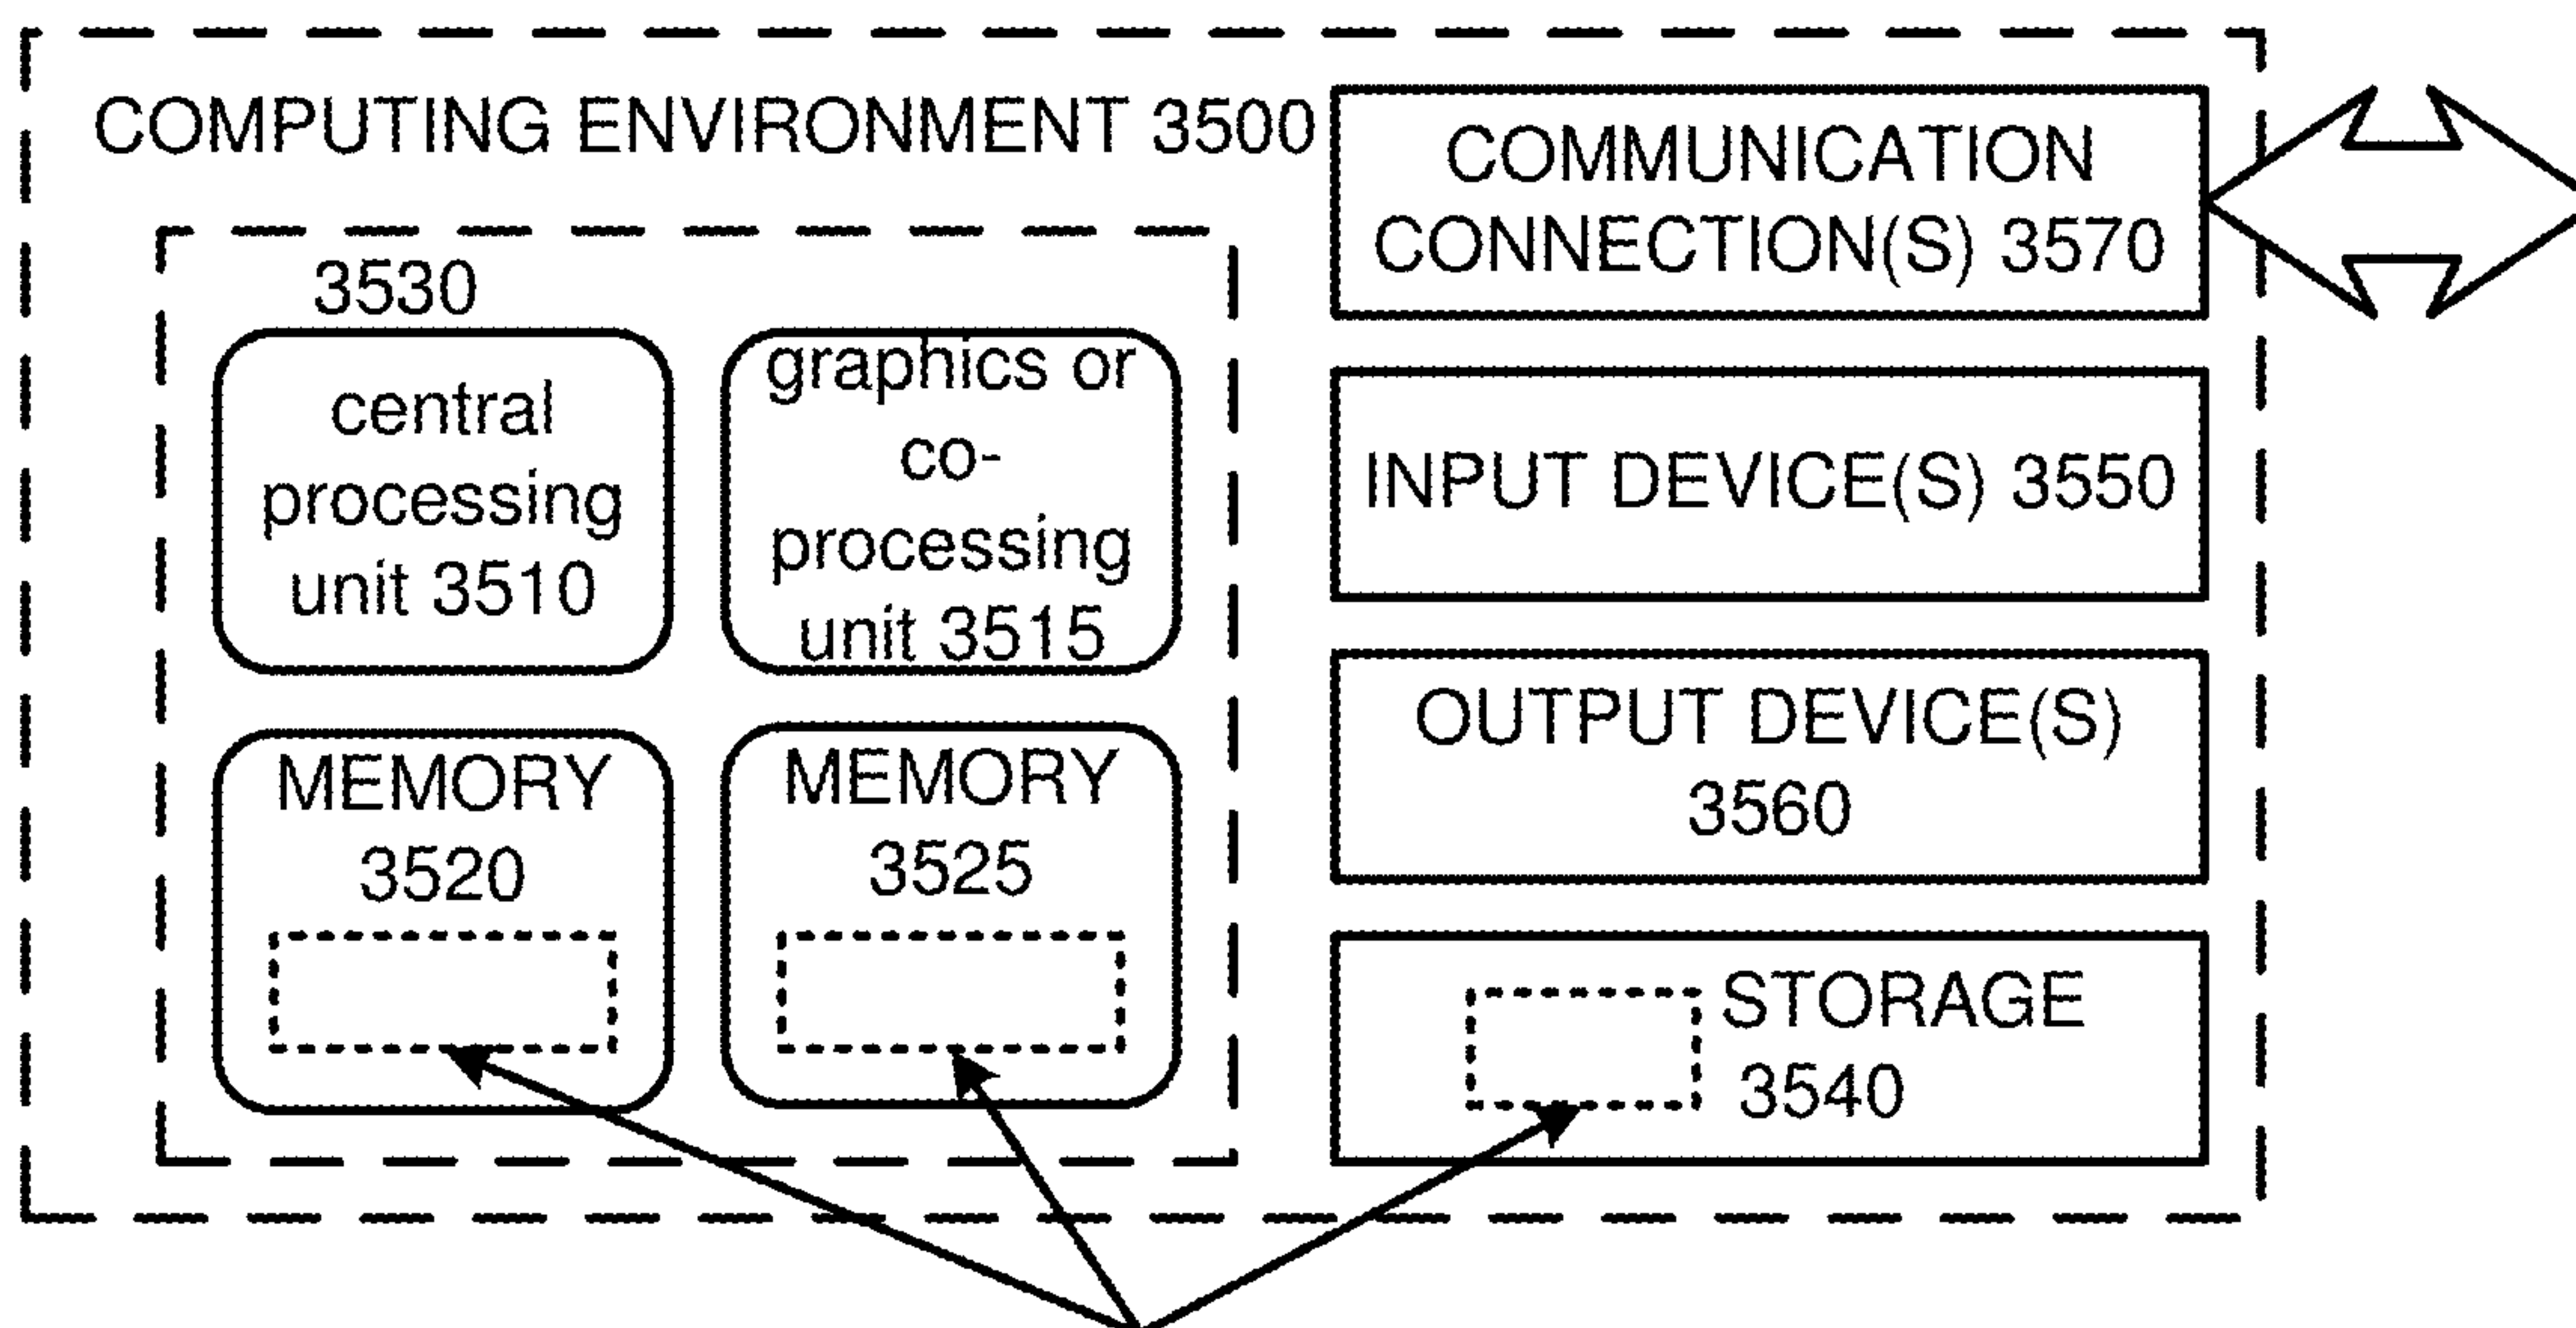 COMPUTING ENVIRONMENT 3500
3530
central
processing
unit 3510
graphics or
co-
processing
unit 3515
MEMORY
3520
MEMORY
3525
COMMUNICATION
CONNECTION(S) 3570
INPUT DEVICE(S) 3550
OUTPUT DEVICE(S)
3560
STORAGE
3540